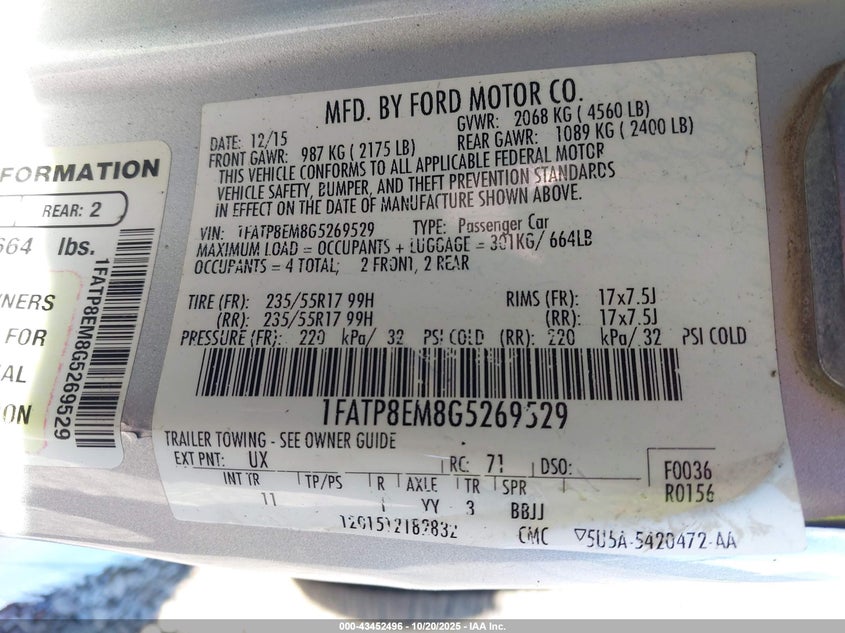 FORMATION
REAR: 2
664 lbs.
WNERS
FOR
AL
ON
1FATP8EM8G5269529
MFD. BY FORD MOTOR CO.
DATE: 12/15 GVWR: 2068 KG ( 4560 LB)
FRONT GAWR: 987 KG ( 2175 LB) REAR GAWR: 1089 KG ( 2400 LB)
THIS VEHICLE CONFORMS TO ALL APPLICABLE FEDERAL MOTOR
VEHICLE SAFETY, BUMPER, AND THEFT PREVENTION STANDARDS
IN EFFECT ON THE DATE OF MANUFACTURE SHOWN ABOVE.
VIN: 1FATP8EM8G5269529 TYPE: Passenger Car
MAXIMUM LOAD = OCCUPANTS + LUGGAGE = 301KG/ 664LB
OCCUPANTS = 4 TOTAL; 2 FRONT, 2 REAR
TIRE (FR): 235/55R17 99H RIMS (FR): 17x7.5J
(RR): 235/55R17 99H (RR): 17x7.5J
PRESSURE (FR): 220 kPa/ 32 PSI COLD (RR): 220 kPa/ 32 PSI COLD
1FATP8EM8G5269529
TRAILER TOWING - SEE OWNER GUIDE
EXT PNT: UX RC: 71 DSO: F0036
INT TR TP/PS R AXLE TR SPR R0156
11 YY 3 BBJJ
CMC 5U5A-5420472-AA
000-43452496 - 10/20/2025 - IAA Inc.